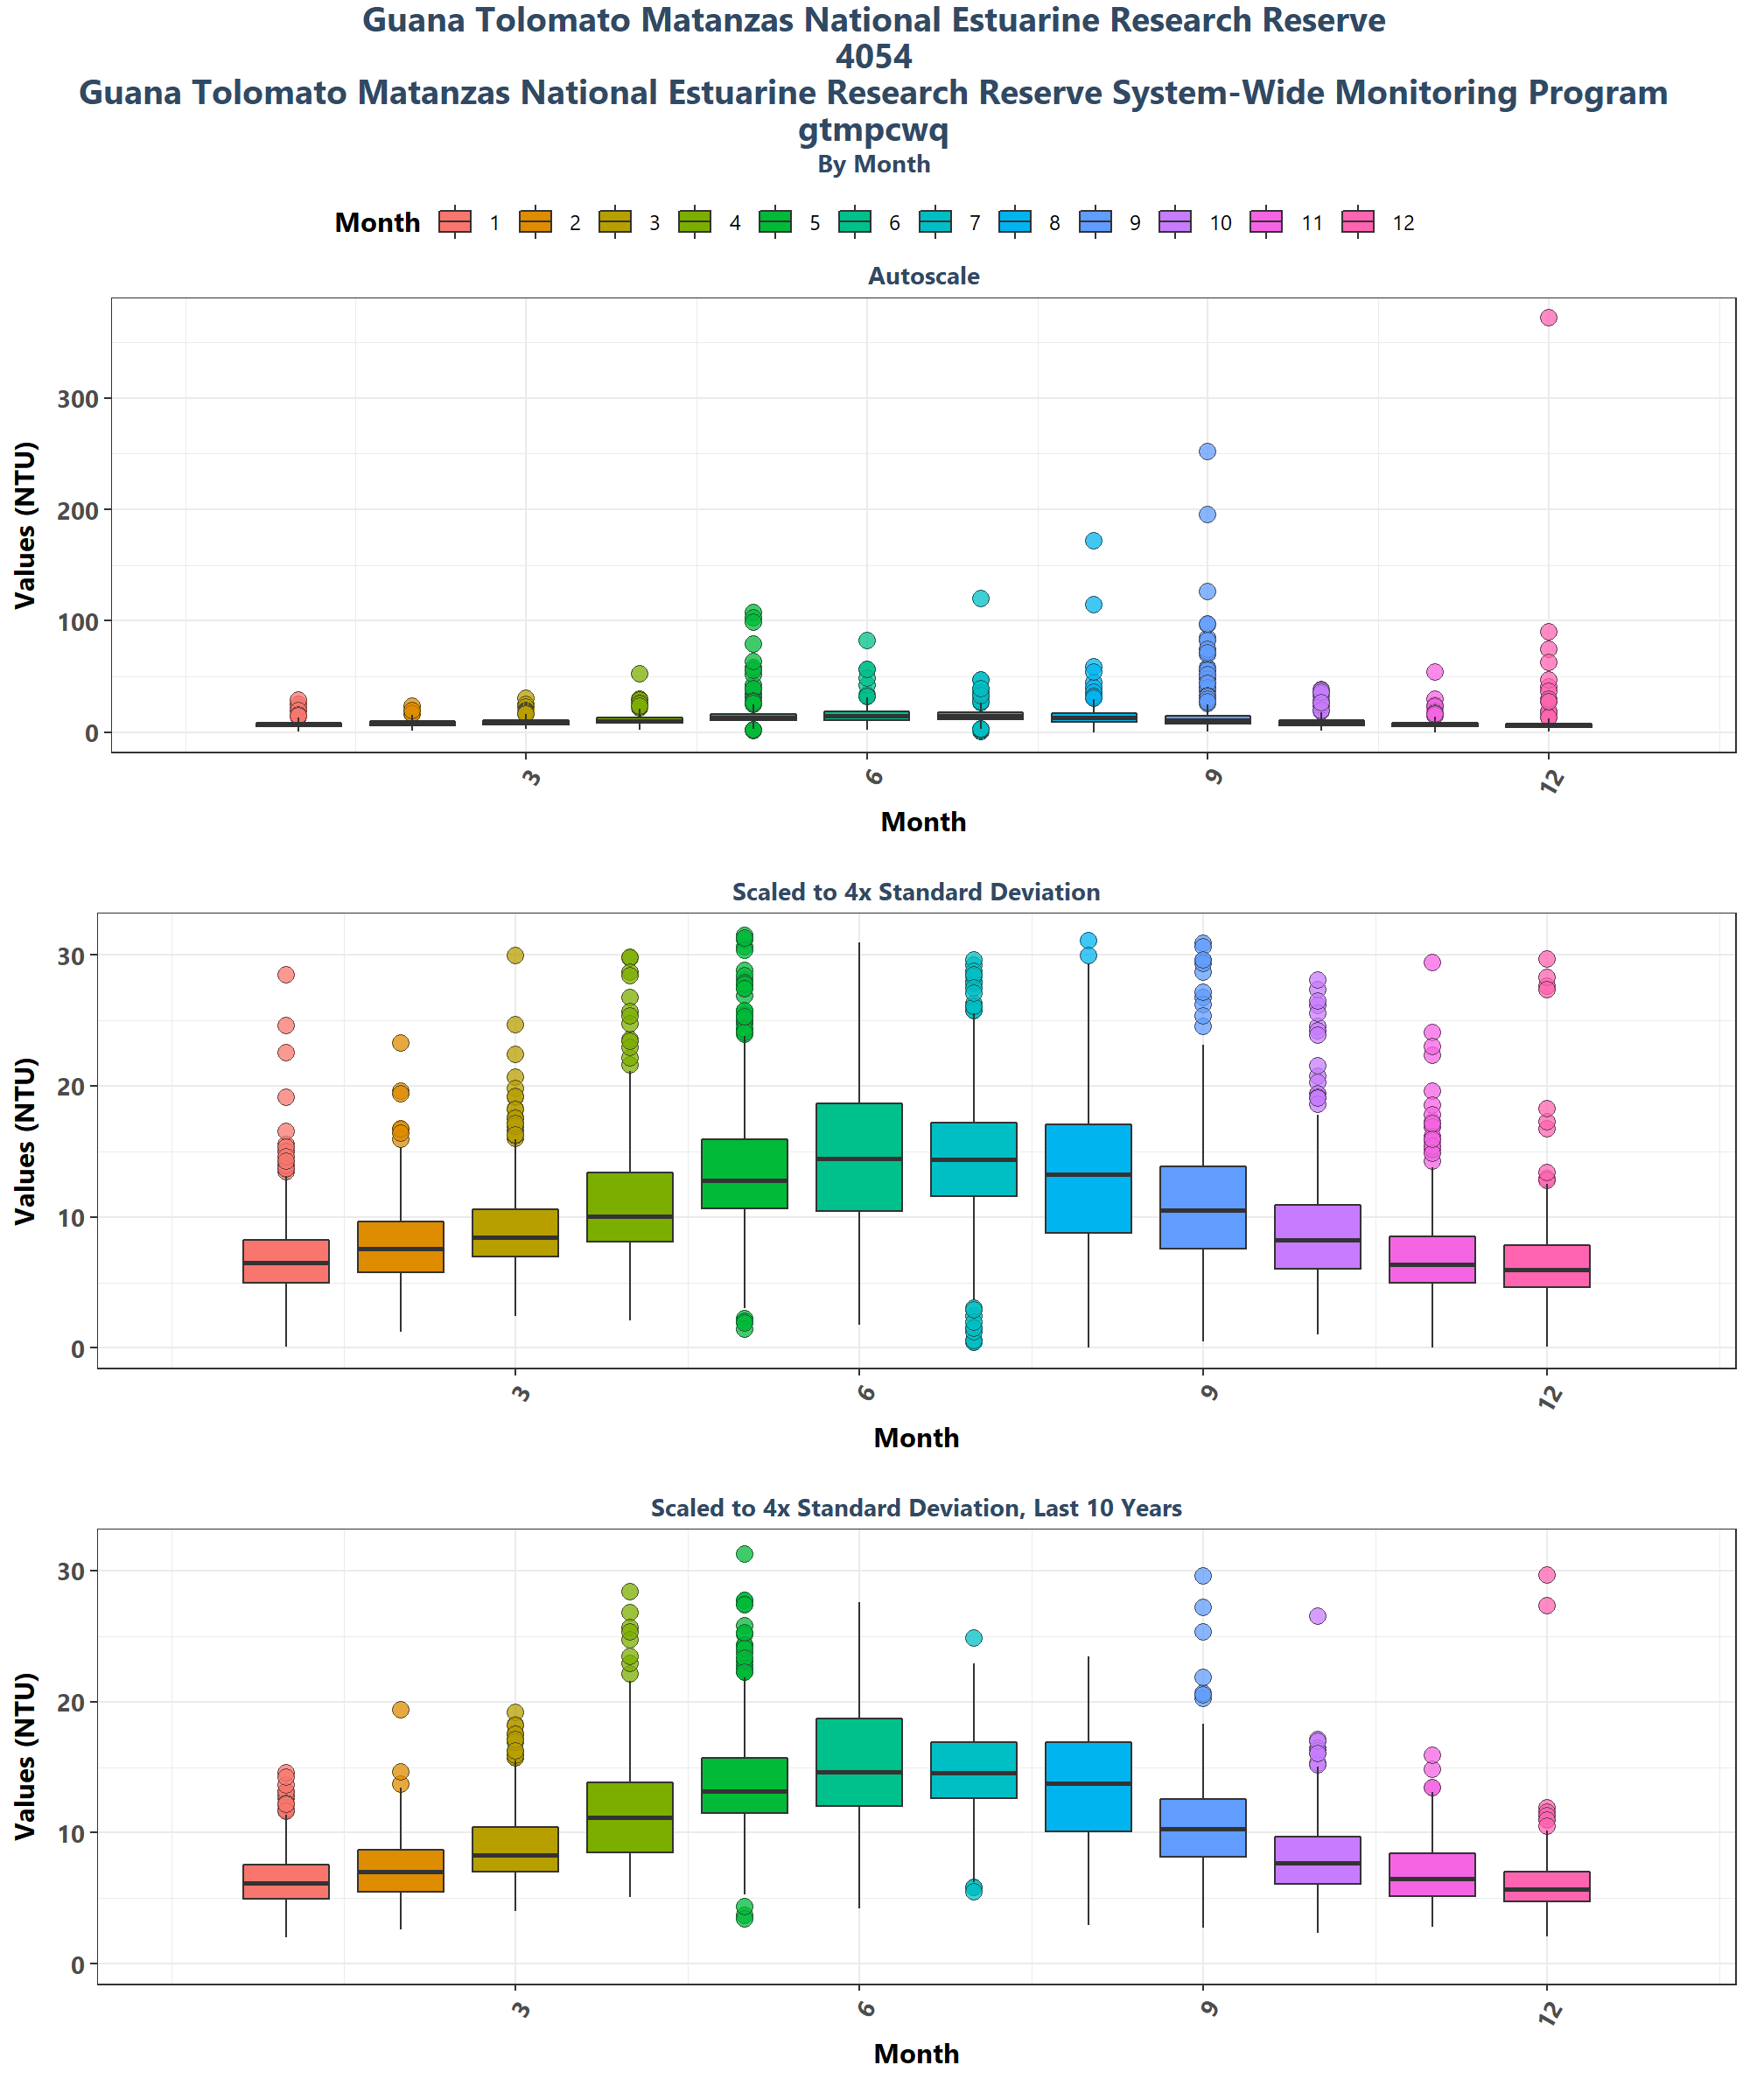 Guana Tolomato Matanzas National Estuarine Research Reserve
4054
Guana Tolomato Matanzas National Estuarine Research Reserve System-Wide Monitoring Program
gtmpcwq
By Month
Month 1 2 3 4 5 6 7 8 9 10 11 12
Autoscale
Values (NTU)
300
200
100
0
3 6 9 12
Month
Scaled to 4x Standard Deviation
Values (NTU)
30
20
10
0
3 6 9 12
Month
Scaled to 4x Standard Deviation, Last 10 Years
Values (NTU)
30
20
10
0
3 6 9 12
Month